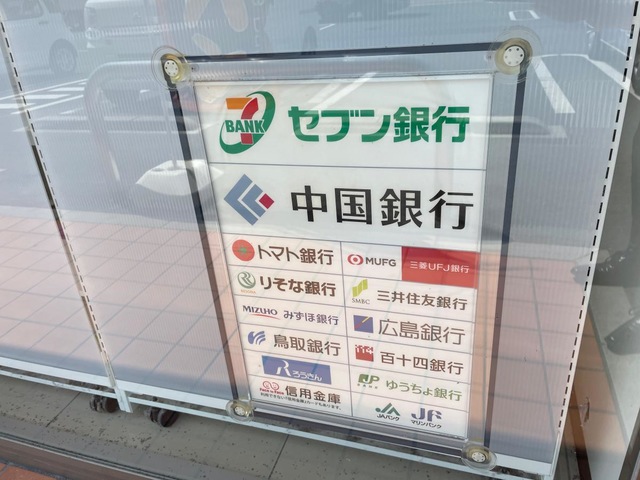 7 BANK セブン銀行
中国銀行
トマト銀行
MUFG 三菱UFJ銀行
りそな銀行
SMBC 三井住友銀行
MIZUHO みずほ銀行
広島銀行
鳥取銀行
114 百十四銀行
R ろうきん
JP ゆうちょ銀行
信用金庫
JA JAバンク
JF マリンバンク